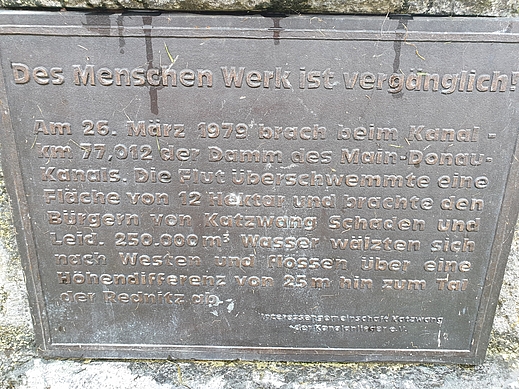 Des Menschen Werk ist vergänglich!
Am 26. März 1979 brach beim Kanal -
km 77,012 der Damm des Main-Donau-
Kanals. Die Flut überschwemmte eine
Fläche von 12 Hektar und brachte den
Bürgern von Katzwang Schaden und
Leid. 250.000 m³ Wasser wälzten sich
nach Westen und flossen über eine
Höhendifferenz von 25 m hin zum Tal
der Rednitz ab.
Interessengemeinschaft Katzwang
der Kanalanlieger e.V.